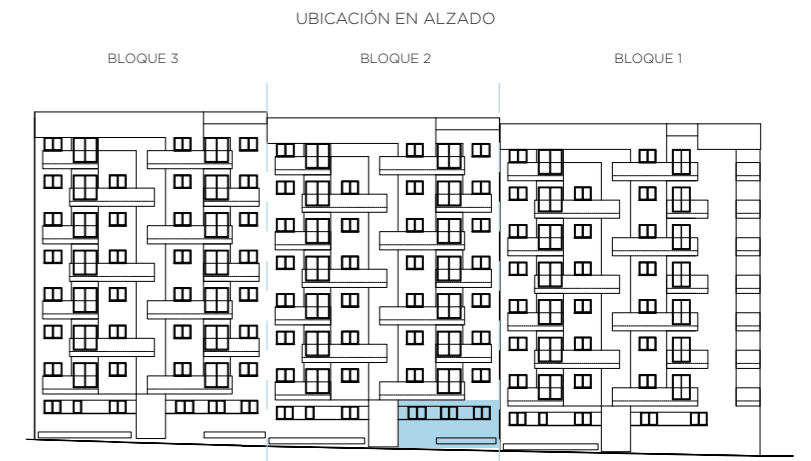 UBICACIÓN EN ALZADO
BLOQUE 3
BLOQUE 2
BLOQUE 1